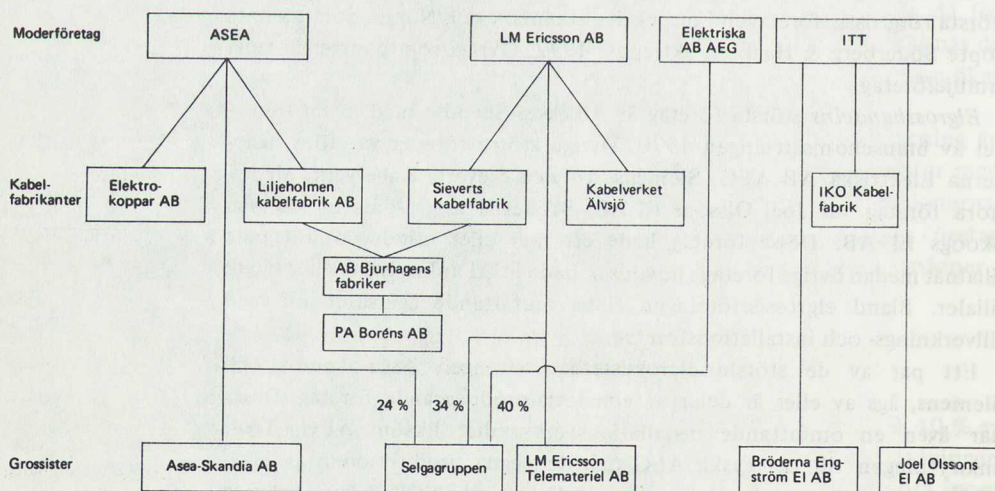 Moderföretag
ASEA
LM Ericsson AB
Elektriska
AB AEG
ITT
Kabel-
fabrikanter
Elektro-
koppar AB
Liljeholmens
kabelfabrik AB
Sieverts
Kabelfabrik
Kabelverket
Älvsjö
IKO Kabel-
fabrik
AB Bjurhagens
fabriker
PA Boréns AB
24 %
34 %
40 %
Grossister
Asea-Skandia AB
Selgagruppen
LM Ericsson
Telemateriel AB
Bröderna Eng-
ström El AB
Joel Olssons
El AB